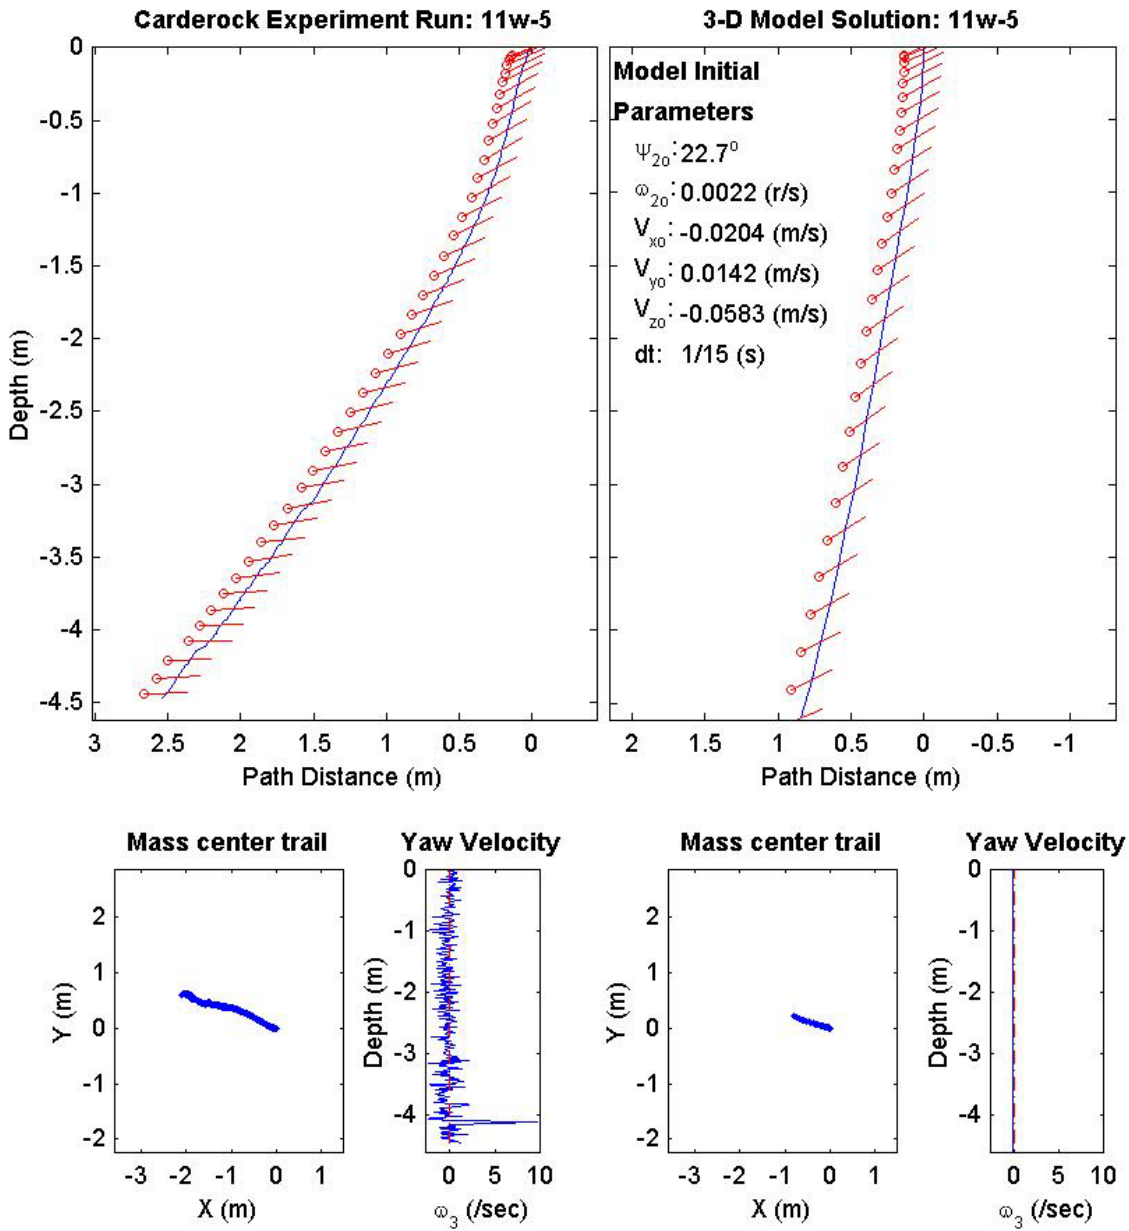 Carderock Experiment Run: 11w-5
0
-0.5
-1
-1.5
-2
-2.5
-3
-3.5
-4
-4.5
Depth (m)
3 2.5 2 1.5 1 0.5 0
Path Distance (m)
3-D Model Solution: 11w-5
Model Initial
Parameters
Ψ2o: 22.7o
ω2o: 0.0022 (r/s)
Vxo: -0.0204 (m/s)
Vyo: 0.0142 (m/s)
Vzo: -0.0583 (m/s)
dt: 1/15 (s)
2 1.5 1 0.5 0 -0.5 -1
Path Distance (m)
Mass center trail
2
1
0
-1
-2
Y (m)
-3 -2 -1 0 1
X (m)
Yaw Velocity
0
-1
-2
-3
-4
Depth (m)
0 5 10
ω3 (/sec)
Mass center trail
2
1
0
-1
-2
Y (m)
-3 -2 -1 0 1
X (m)
Yaw Velocity
0
-1
-2
-3
-4
Depth (m)
0 5 10
ω3 (/sec)